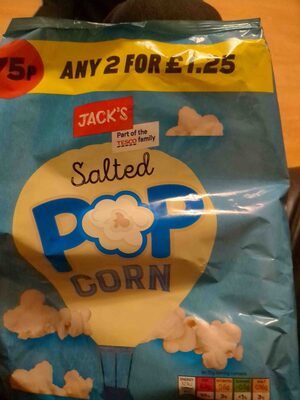 75p
ANY 2 FOR £1.25
JACK'S
Part of the
TESCO family
Salted
POP
CORN